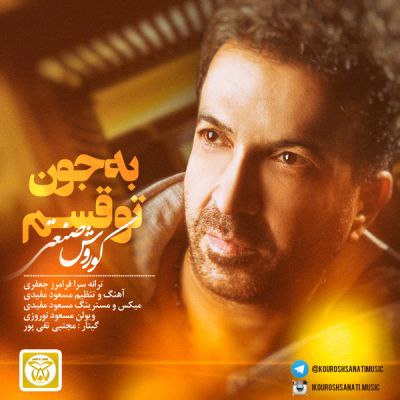 به جون
تو قسم
کوروش صنعتی
ترانه سرا فرامرز جعفری
آهنگ و تنظیم مسعود مفیدی
میکس و مسترینگ مسعود مفیدی
ویولن مسعود نوروزی
گیتار : مجتبی تقی پور
@KOUROSHSANATIMUSIC
KOUROSHSANATI.MUSIC